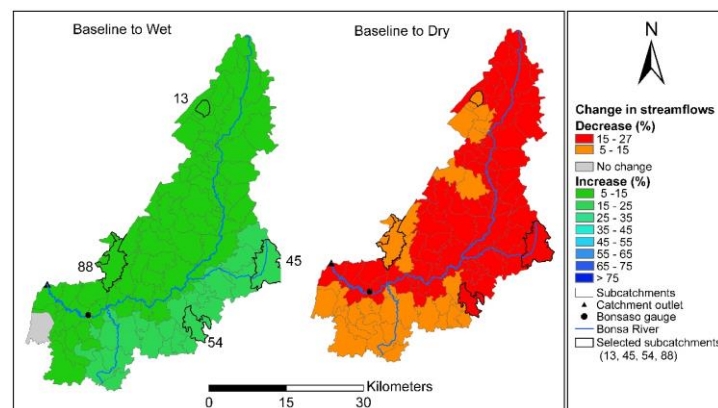 Baseline to Wet
Baseline to Dry
13
88
45
54
Kilometers
0 15 30
N
Change in streamflows
Decrease (%)
15 - 27
5 - 15
No change
Increase (%)
5 -15
15 - 25
25 - 35
35 - 45
45 - 55
55 - 65
65 - 75
> 75
Subcatchments
Catchment outlet
Bonsaso gauge
Bonsa River
Selected subcatchments
(13, 45, 54, 88)